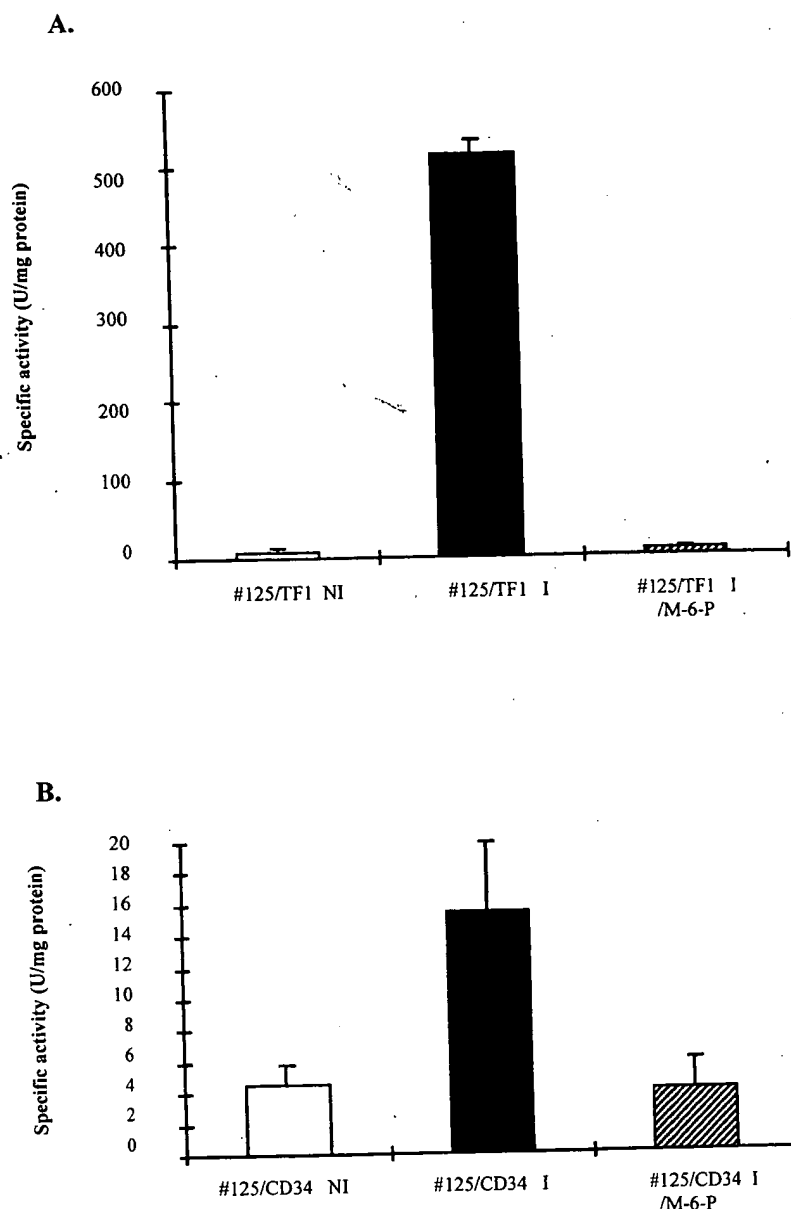 A.
Specific activity (U/mg protein)
600
500
400
300
200
100
0
#125/TF1 NI
#125/TF1 I
#125/TF1 I
/M-6-P
B.
Specific activity (U/mg protein)
20
18
16
14
12
10
8
6
4
2
0
#125/CD34 NI
#125/CD34 I
#125/CD34 I
/M-6-P